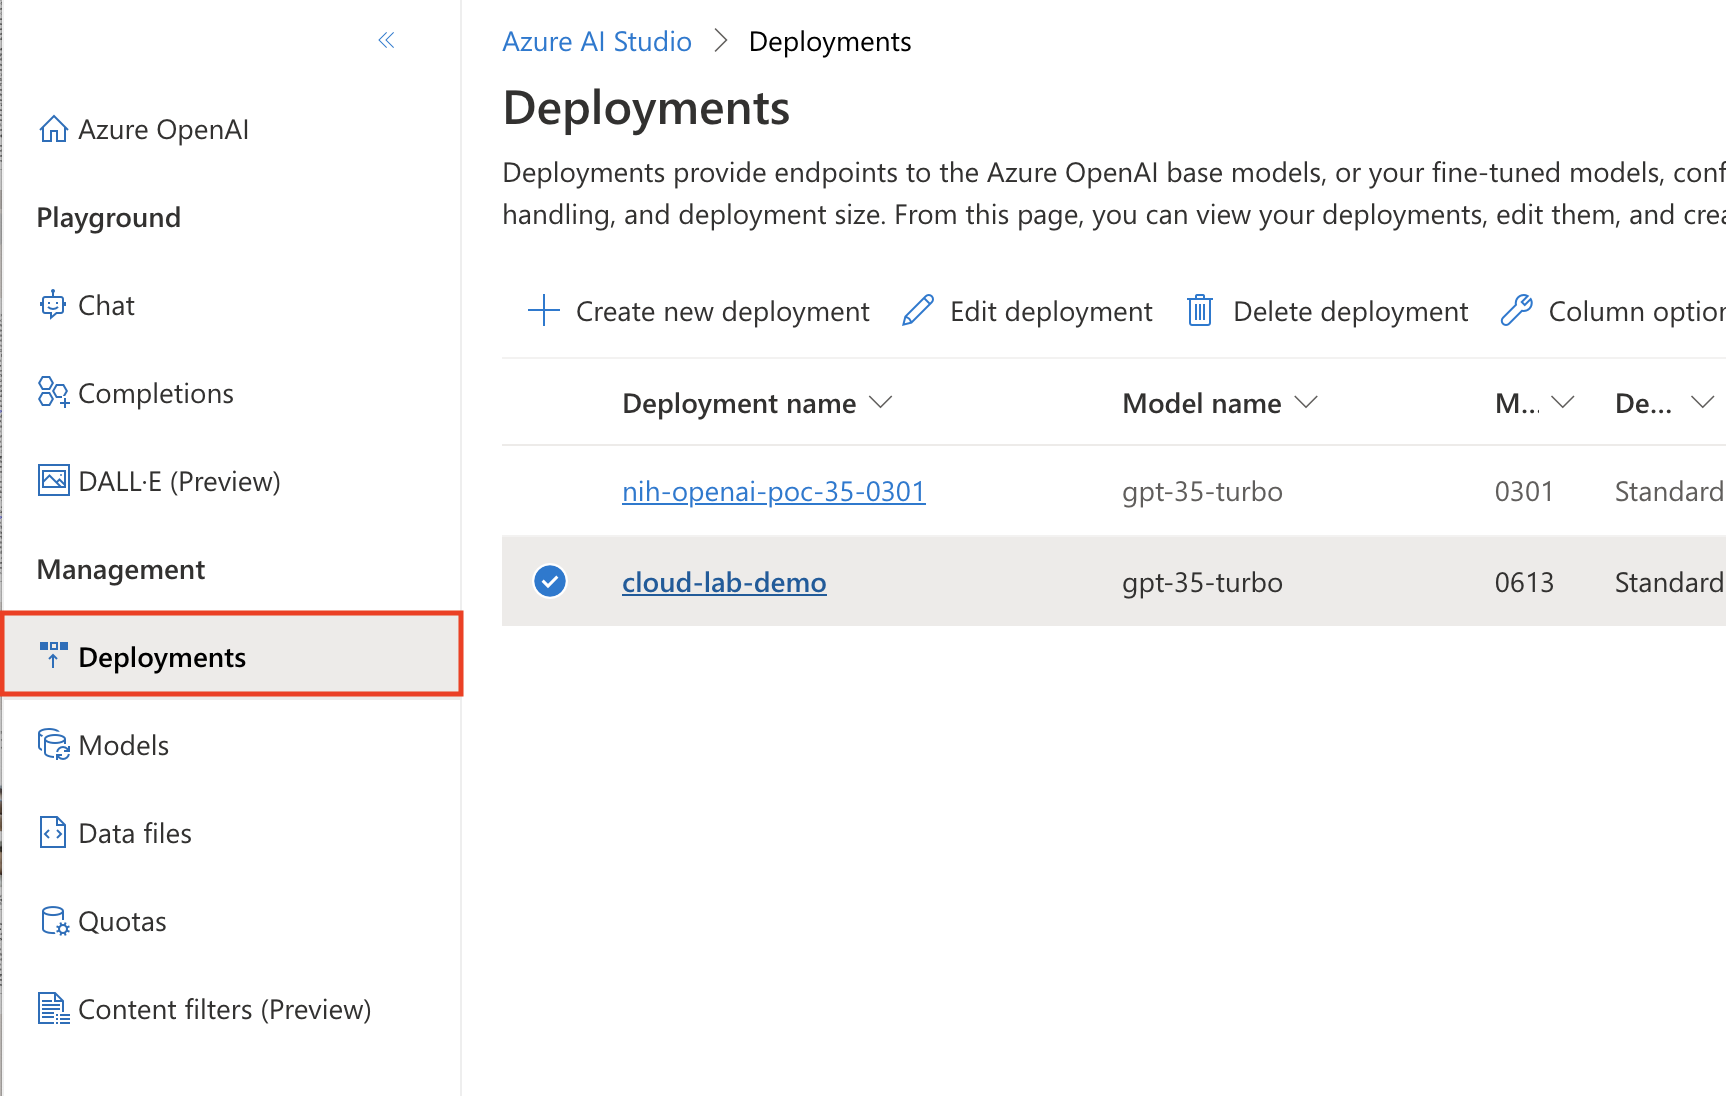 Azure OpenAI
Playground
Chat
Completions
DALL·E (Preview)
Management
Deployments
Models
Data files
Quotas
Content filters (Preview)
Azure AI Studio > Deployments
Deployments
Deployments provide endpoints to the Azure OpenAI base models, or your fine-tuned models, conf
handling, and deployment size. From this page, you can view your deployments, edit them, and crea
Create new deployment Edit deployment Delete deployment Column option
Deployment name Model name M... De...
nih-openai-poc-35-0301 gpt-35-turbo 0301 Standard
cloud-lab-demo gpt-35-turbo 0613 Standard